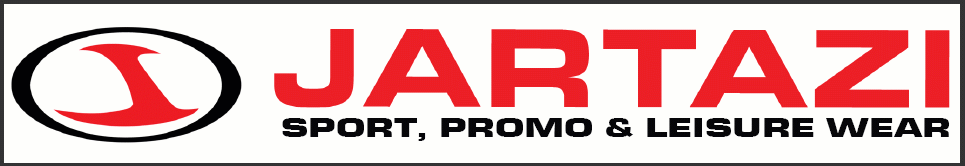 JARTAZI
SPORT, PROMO & LEISURE WEAR